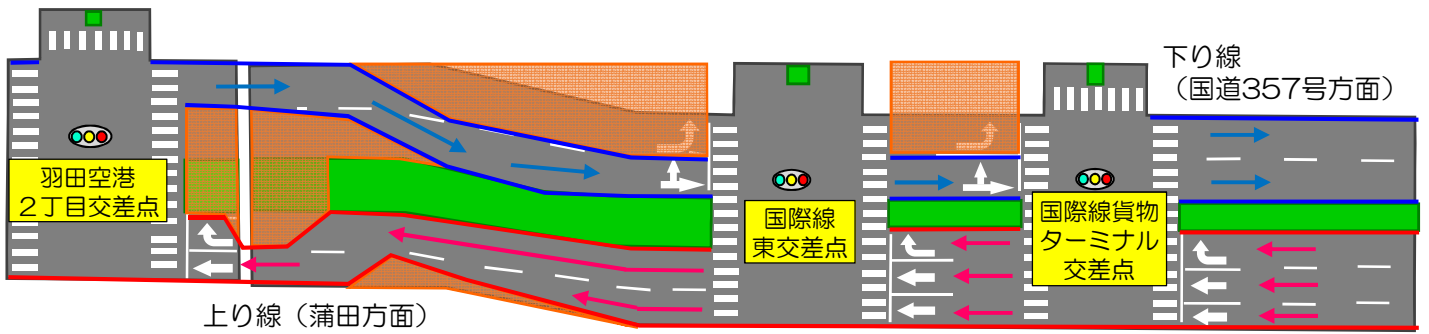 下り線
（国道357号方面）
羽田空港
２丁目交差点
国際線
東交差点
国際線貨物
ターミナル
交差点
上り線（蒲田方面）